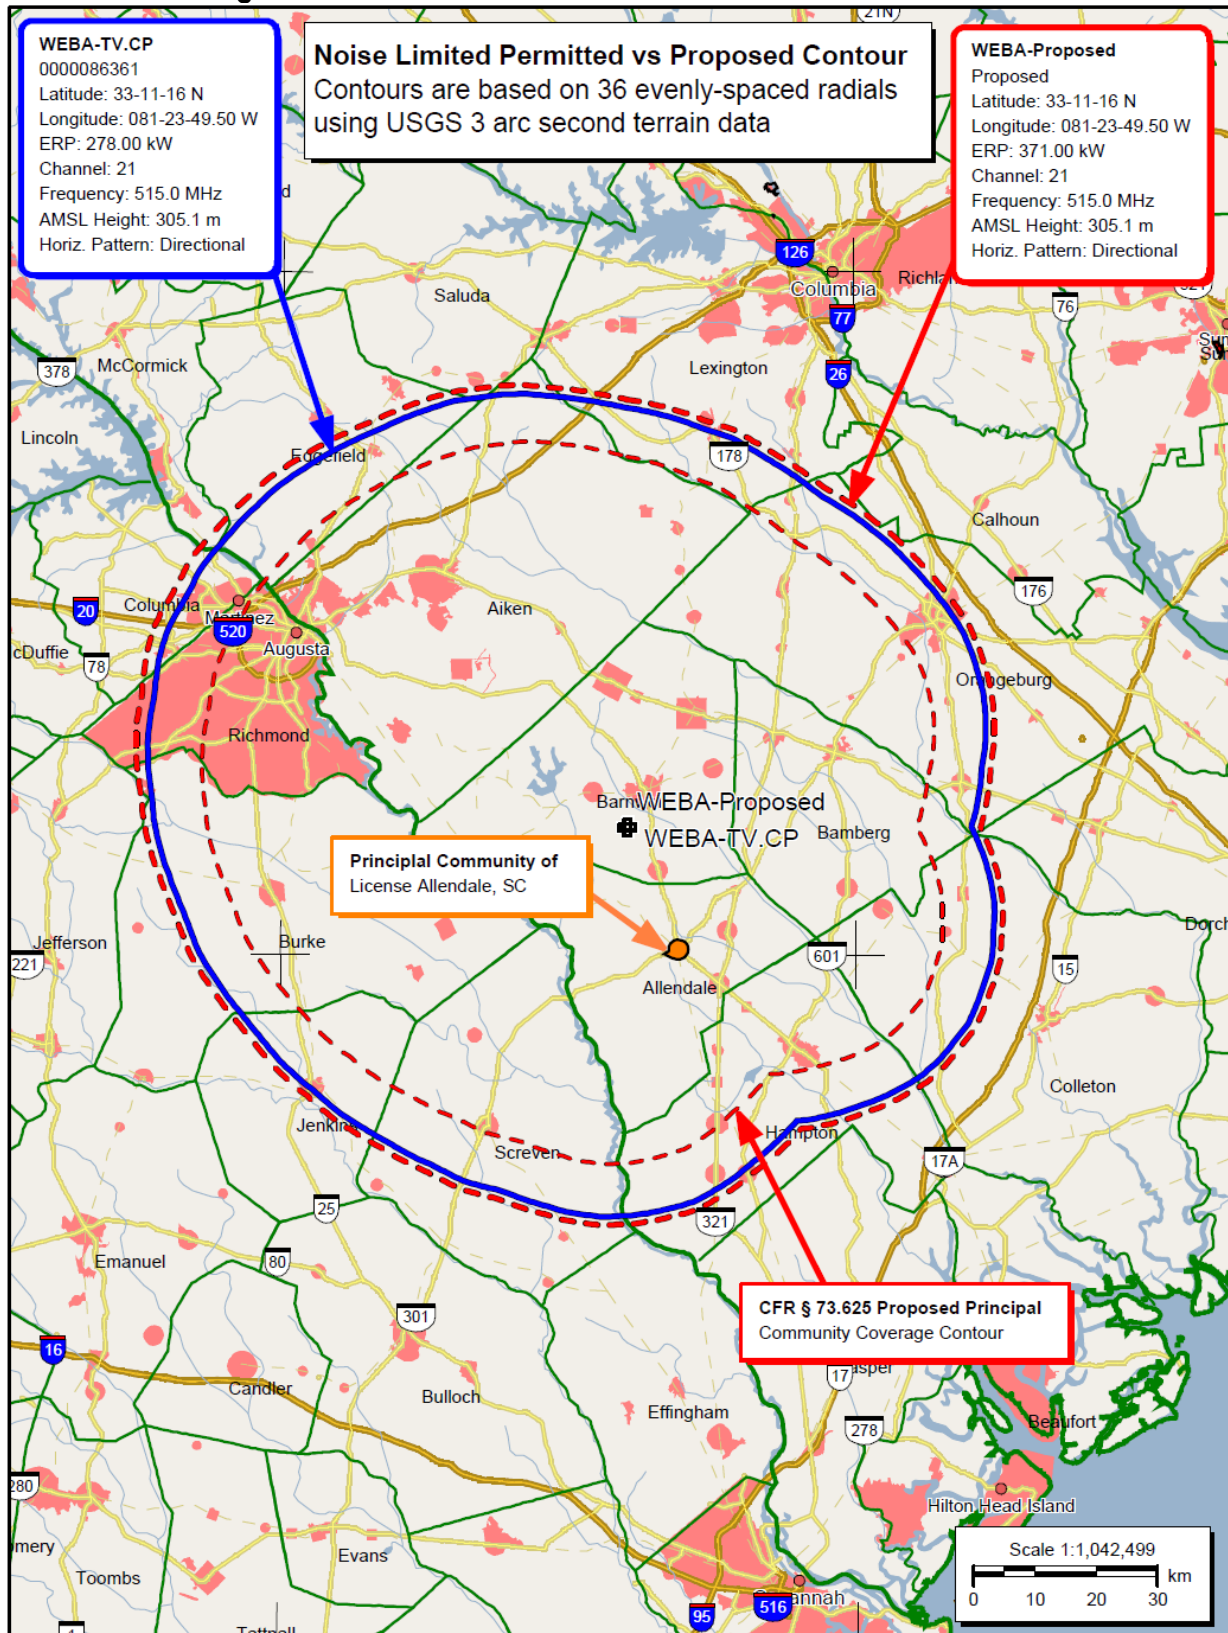 21N
WEBA-TV.CP
0000086361
Latitude: 33-11-16 N
Longitude: 081-23-49.50 W
ERP: 278.00 kW
Channel: 21
Frequency: 515.0 MHz
AMSL Height: 305.1 m
Horiz. Pattern: Directional
Noise Limited Permitted vs Proposed Contour
Contours are based on 36 evenly-spaced radials
using USGS 3 arc second terrain data
WEBA-Proposed
Proposed
Latitude: 33-11-16 N
Longitude: 081-23-49.50 W
ERP: 371.00 kW
Channel: 21
Frequency: 515.0 MHz
AMSL Height: 305.1 m
Horiz. Pattern: Directional
126
Columbia
Saluda
77
76
McCormick
378
Lexington
26
Lincoln
Edgefield
178
Calhoun
176
20
Columbia
520
Augusta
Aiken
78
Orangeburg
Richmond
WEBA-Proposed
WEBA-TV.CP
Bamberg
Principlal Community of
License Allendale, SC
Jefferson
221
Burke
601
15
Allendale
Colleton
Jenkins
Screven
Hampton
17A
25
321
Emanuel
80
CFR § 73.625 Proposed Principal
Community Coverage Contour
301
16
17
Candler
Bulloch
Effingham
278
Beaufort
280
Hilton Head Island
Evans
Toombs
Scale 1:1,042,499
km
0 10 20 30
95
516